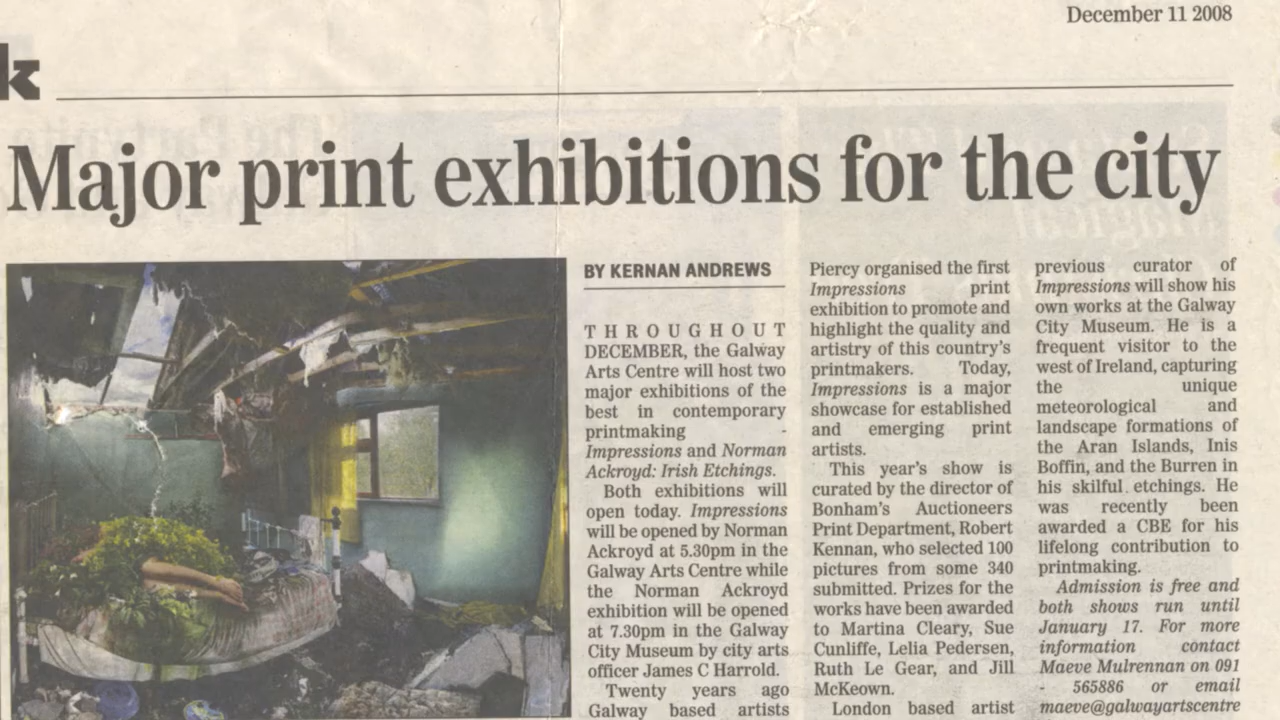 December 11 2008
k
Major print exhibitions for the city
BY KERNAN ANDREWS
THROUGHOUT
DECEMBER, the Galway
Arts Centre will host two
major exhibitions of the
best in contemporary
printmaking -
Impressions and Norman
Ackroyd: Irish Etchings.
Both exhibitions will
open today. Impressions
will be opened by Norman
Ackroyd at 5.30pm in the
Galway Arts Centre while
the Norman Ackroyd
exhibition will be opened
at 7.30pm in the Galway
City Museum by city arts
officer James C Harrold.
Twenty years ago
Galway based artists
Piercy organised the first
Impressions print
exhibition to promote and
highlight the quality and
artistry of this country's
printmakers. Today,
Impressions is a major
showcase for established
and emerging print
artists.
This year's show is
curated by the director of
Bonham's Auctioneers
Print Department, Robert
Kennan, who selected 100
pictures from some 340
submitted. Prizes for the
works have been awarded
to Martina Cleary, Sue
Cunliffe, Lelia Pedersen,
Ruth Le Gear, and Jill
McKeown.
London based artist
previous curator of
Impressions will show his
own works at the Galway
City Museum. He is a
frequent visitor to the
west of Ireland, capturing
the unique
meteorological and
landscape formations of
the Aran Islands, Inis
Boffin, and the Burren in
his skilful etchings. He
was recently been
awarded a CBE for his
lifelong contribution to
printmaking.
Admission is free and
both shows run until
January 17. For more
information contact
Maeve Mulrennan on 091
- 565886 or email
maeve@galwayartscentre